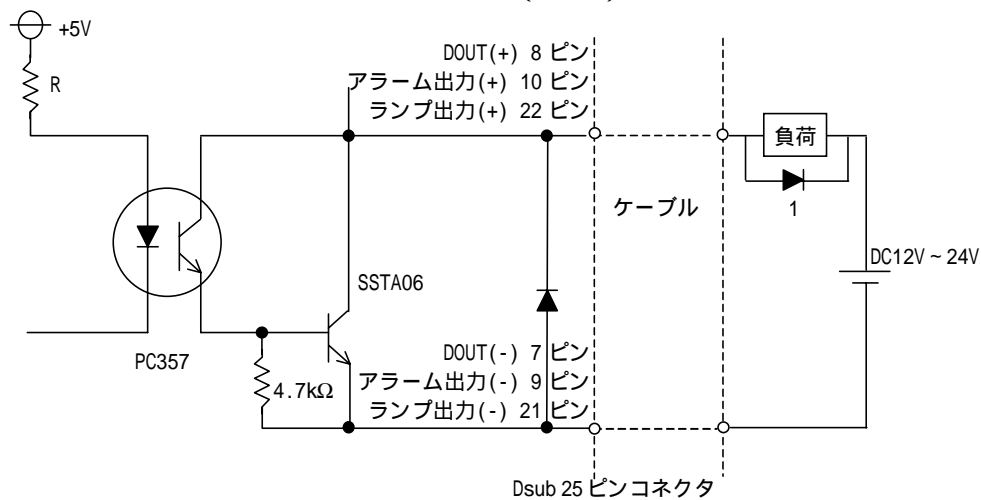 +5V
R
DOUT(+) 8 ピン
アラーム出力(+) 10 ピン
ランプ出力(+) 22 ピン
負荷
1
ケーブル
DC12V ~ 24V
SSTA06
PC357
4.7kΩ
DOUT(-) 7 ピン
アラーム出力(-) 9 ピン
ランプ出力(-) 21 ピン
Dsub 25 ピンコネクタ